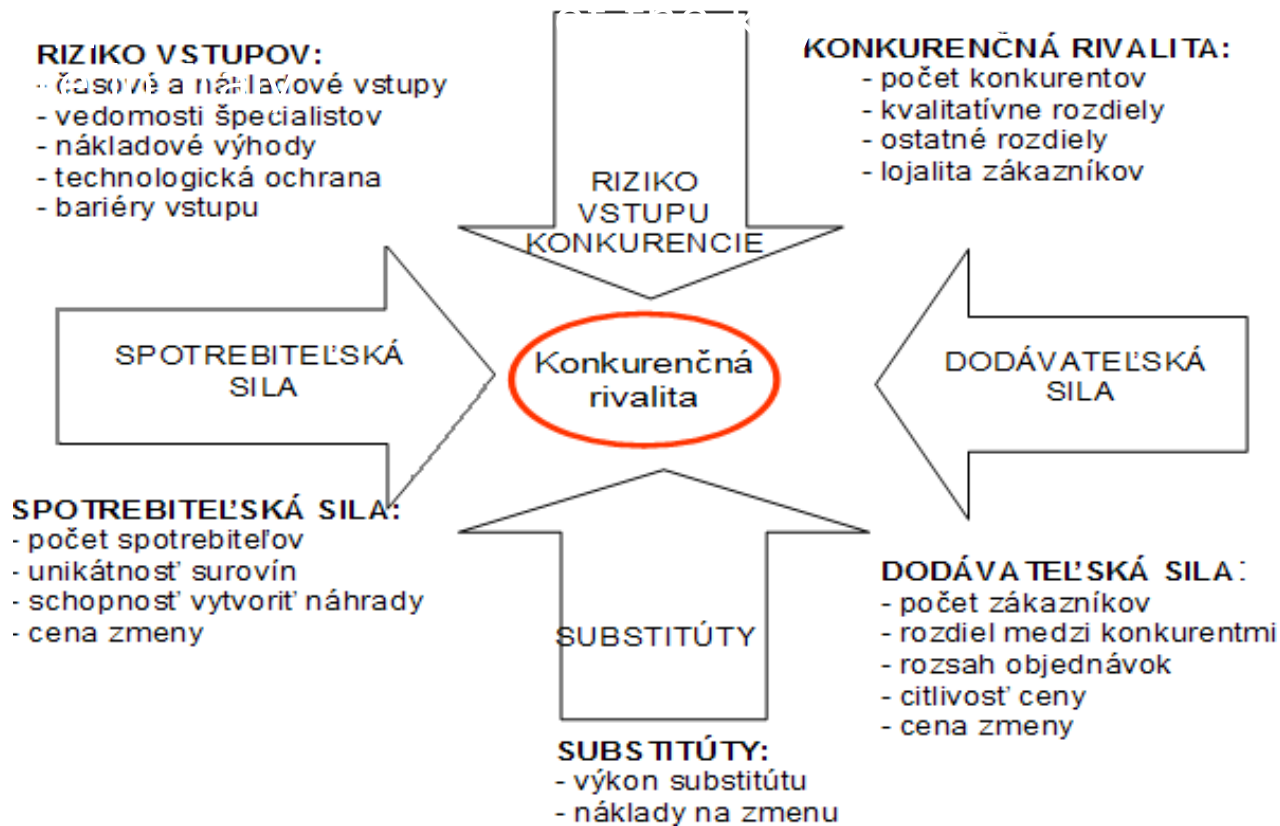 RIZIKO VSTUPOV:
- časové a nákladové vstupy
- vedomosti špecialistov
- nákladové výhody
- technologická ochrana
- bariéry vstupu
KONKURENČNÁ RIVALITA:
- počet konkurentov
- kvalitatívne rozdiely
- ostatné rozdiely
- lojalita zákazníkov
RIZIKO
VSTUPU
KONKURENCIE
SPOTREBITEĽSKÁ
SILA
Konkurenčná
rivalita
DODÁVATEĽSKÁ
SILA
SPOTREBITEĽSKÁ SILA:
- počet spotrebiteľov
- unikátnosť surovín
- schopnosť vytvoriť náhrady
- cena zmeny
SUBSTITÚTY
DODÁVATEĽSKÁ SILA:
- počet zákazníkov
- rozdiel medzi konkurentmi
- rozsah objednávok
- citlivosť ceny
- cena zmeny
SUBSTITÚTY:
- výkon substitútu
- náklady na zmenu